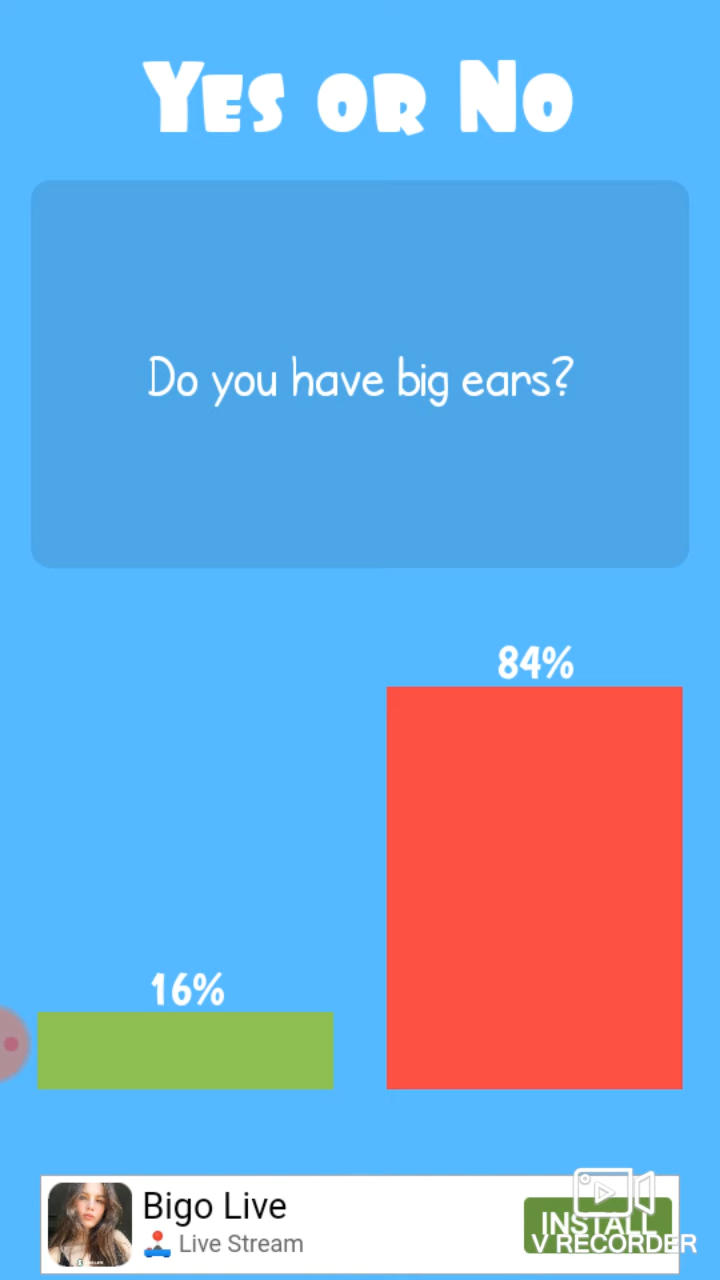 Yes or No
Do you have big ears?
84%
16%
Bigo Live
Live Stream
INSTALL
V RECORDER